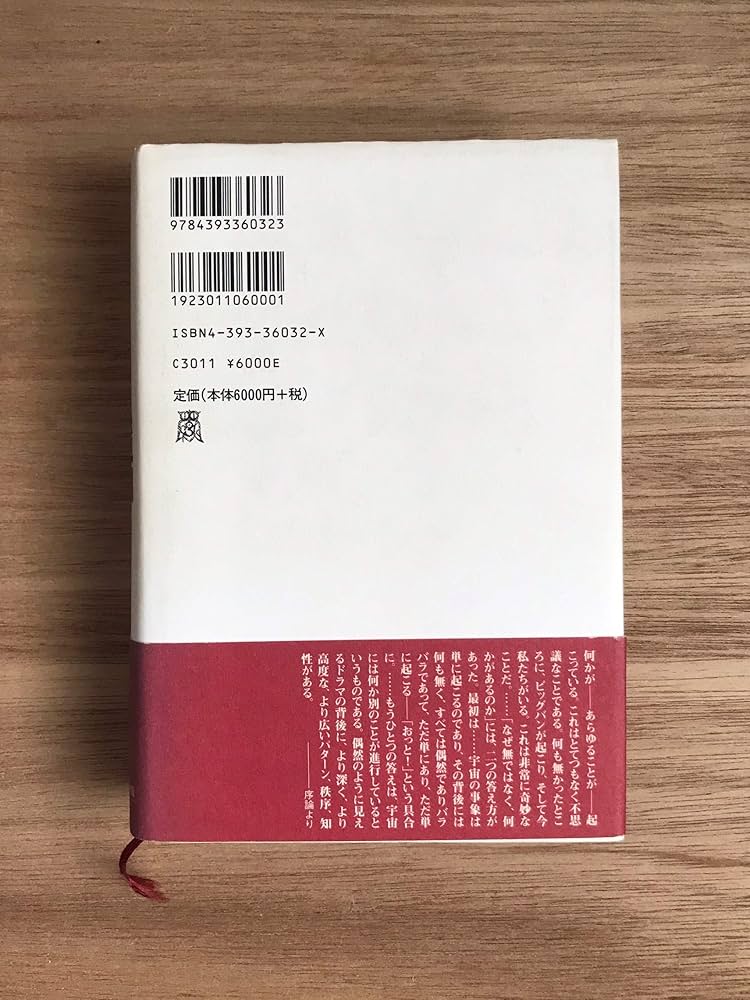 9784393360323
1923011060001
ISBN4-393-36032-X
C3011 ¥6000E
定価(本体6000円+税)
何かが――あらゆることが――起
こっている。これはとてつもなく不思
議なことである。何も無かったとこ
ろに、ビッグバンが起こり、そして今
私たちがいる。これは非常に奇妙な
ことだ。……「なぜ無ではなく、何
かがあるのか」には、二つの答え方が
あった。最初は……宇宙の事象は
単に起こるのであり、その背後には
何も無く、すべては偶然でありバラ
バラであって、ただ単にあり、ただ単
に起こる――「おっと!」という具合
に。……もうひとつの答えは、宇宙
には何か別のことが進行していると
いうものである。偶然のように見え
るドラマの背後に、より深く、より
高度な、より広いパターン、秩序、知
性がある。
――序論より